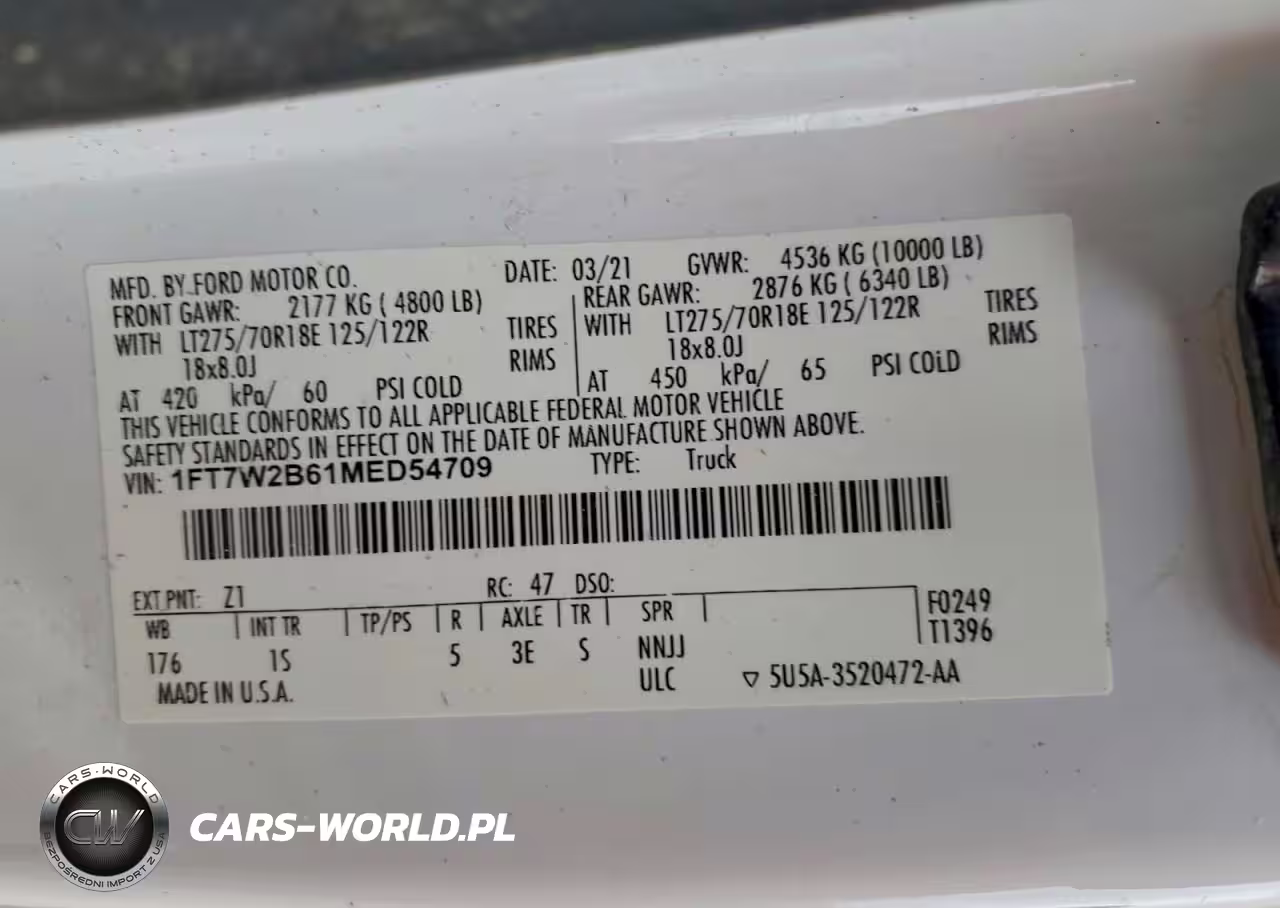 MFD. BY FORD MOTOR CO. DATE: 03/21 GVWR: 4536 KG (10000 LB)
FRONT GAWR: 2177 KG ( 4800 LB) REAR GAWR: 2876 KG ( 6340 LB)
WITH LT275/70R18E 125/122R TIRES WITH LT275/70R18E 125/122R TIRES
18x8.0J RIMS 18x8.0J RIMS
AT 420 kPa/ 60 PSI COLD AT 450 kPa/ 65 PSI COLD
THIS VEHICLE CONFORMS TO ALL APPLICABLE FEDERAL MOTOR VEHICLE
SAFETY STANDARDS IN EFFECT ON THE DATE OF MANUFACTURE SHOWN ABOVE.
VIN: 1FT7W2B61MED54709 TYPE: Truck
EXT PNT: Z1 RC: 47 DSO:
WB INT TR TP/PS R AXLE TR SPR F0249
T1396
176 1S 5 3E S NNJJ
MADE IN U.S.A. ULC ▽ 5U5A-3520472-AA
CARS-WORLD
CW
BEZPOŚREDNI IMPORT Z USA
CARS-WORLD.PL